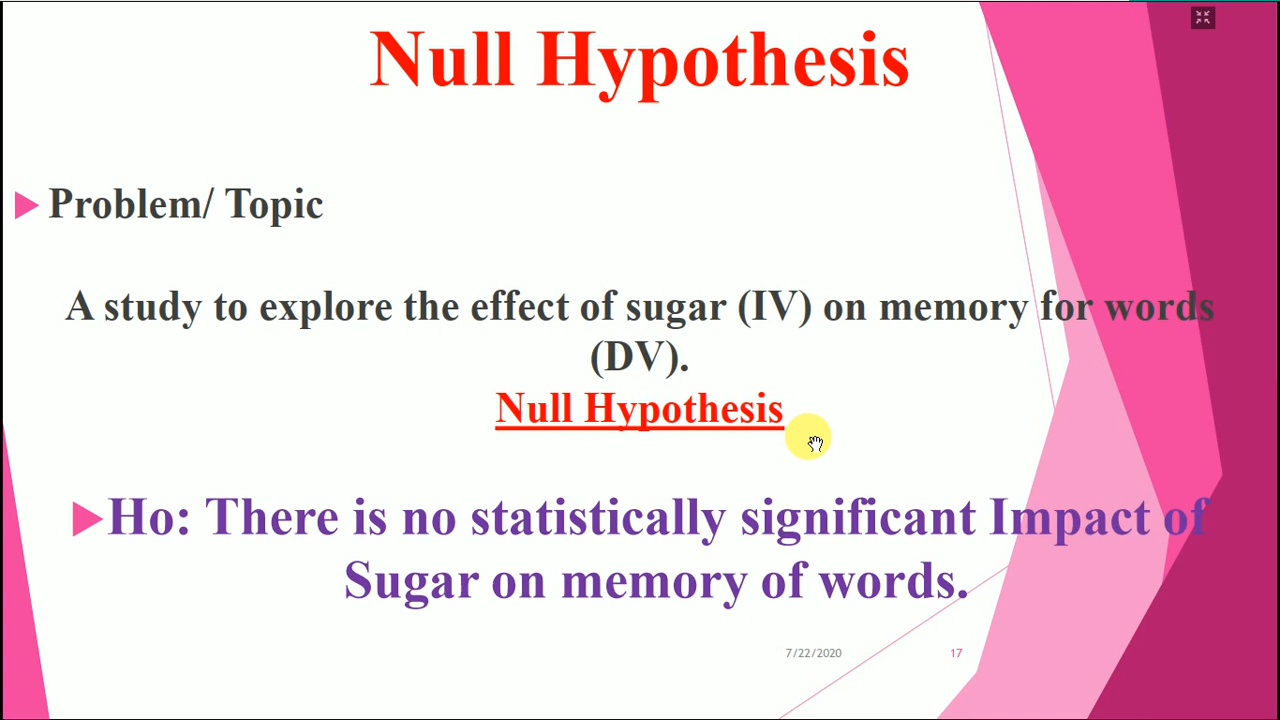 Null Hypothesis
Problem/ Topic
A study to explore the effect of sugar (IV) on memory for words
(DV).
Null Hypothesis
Ho: There is no statistically significant Impact of
Sugar on memory of words.
7/22/2020 17